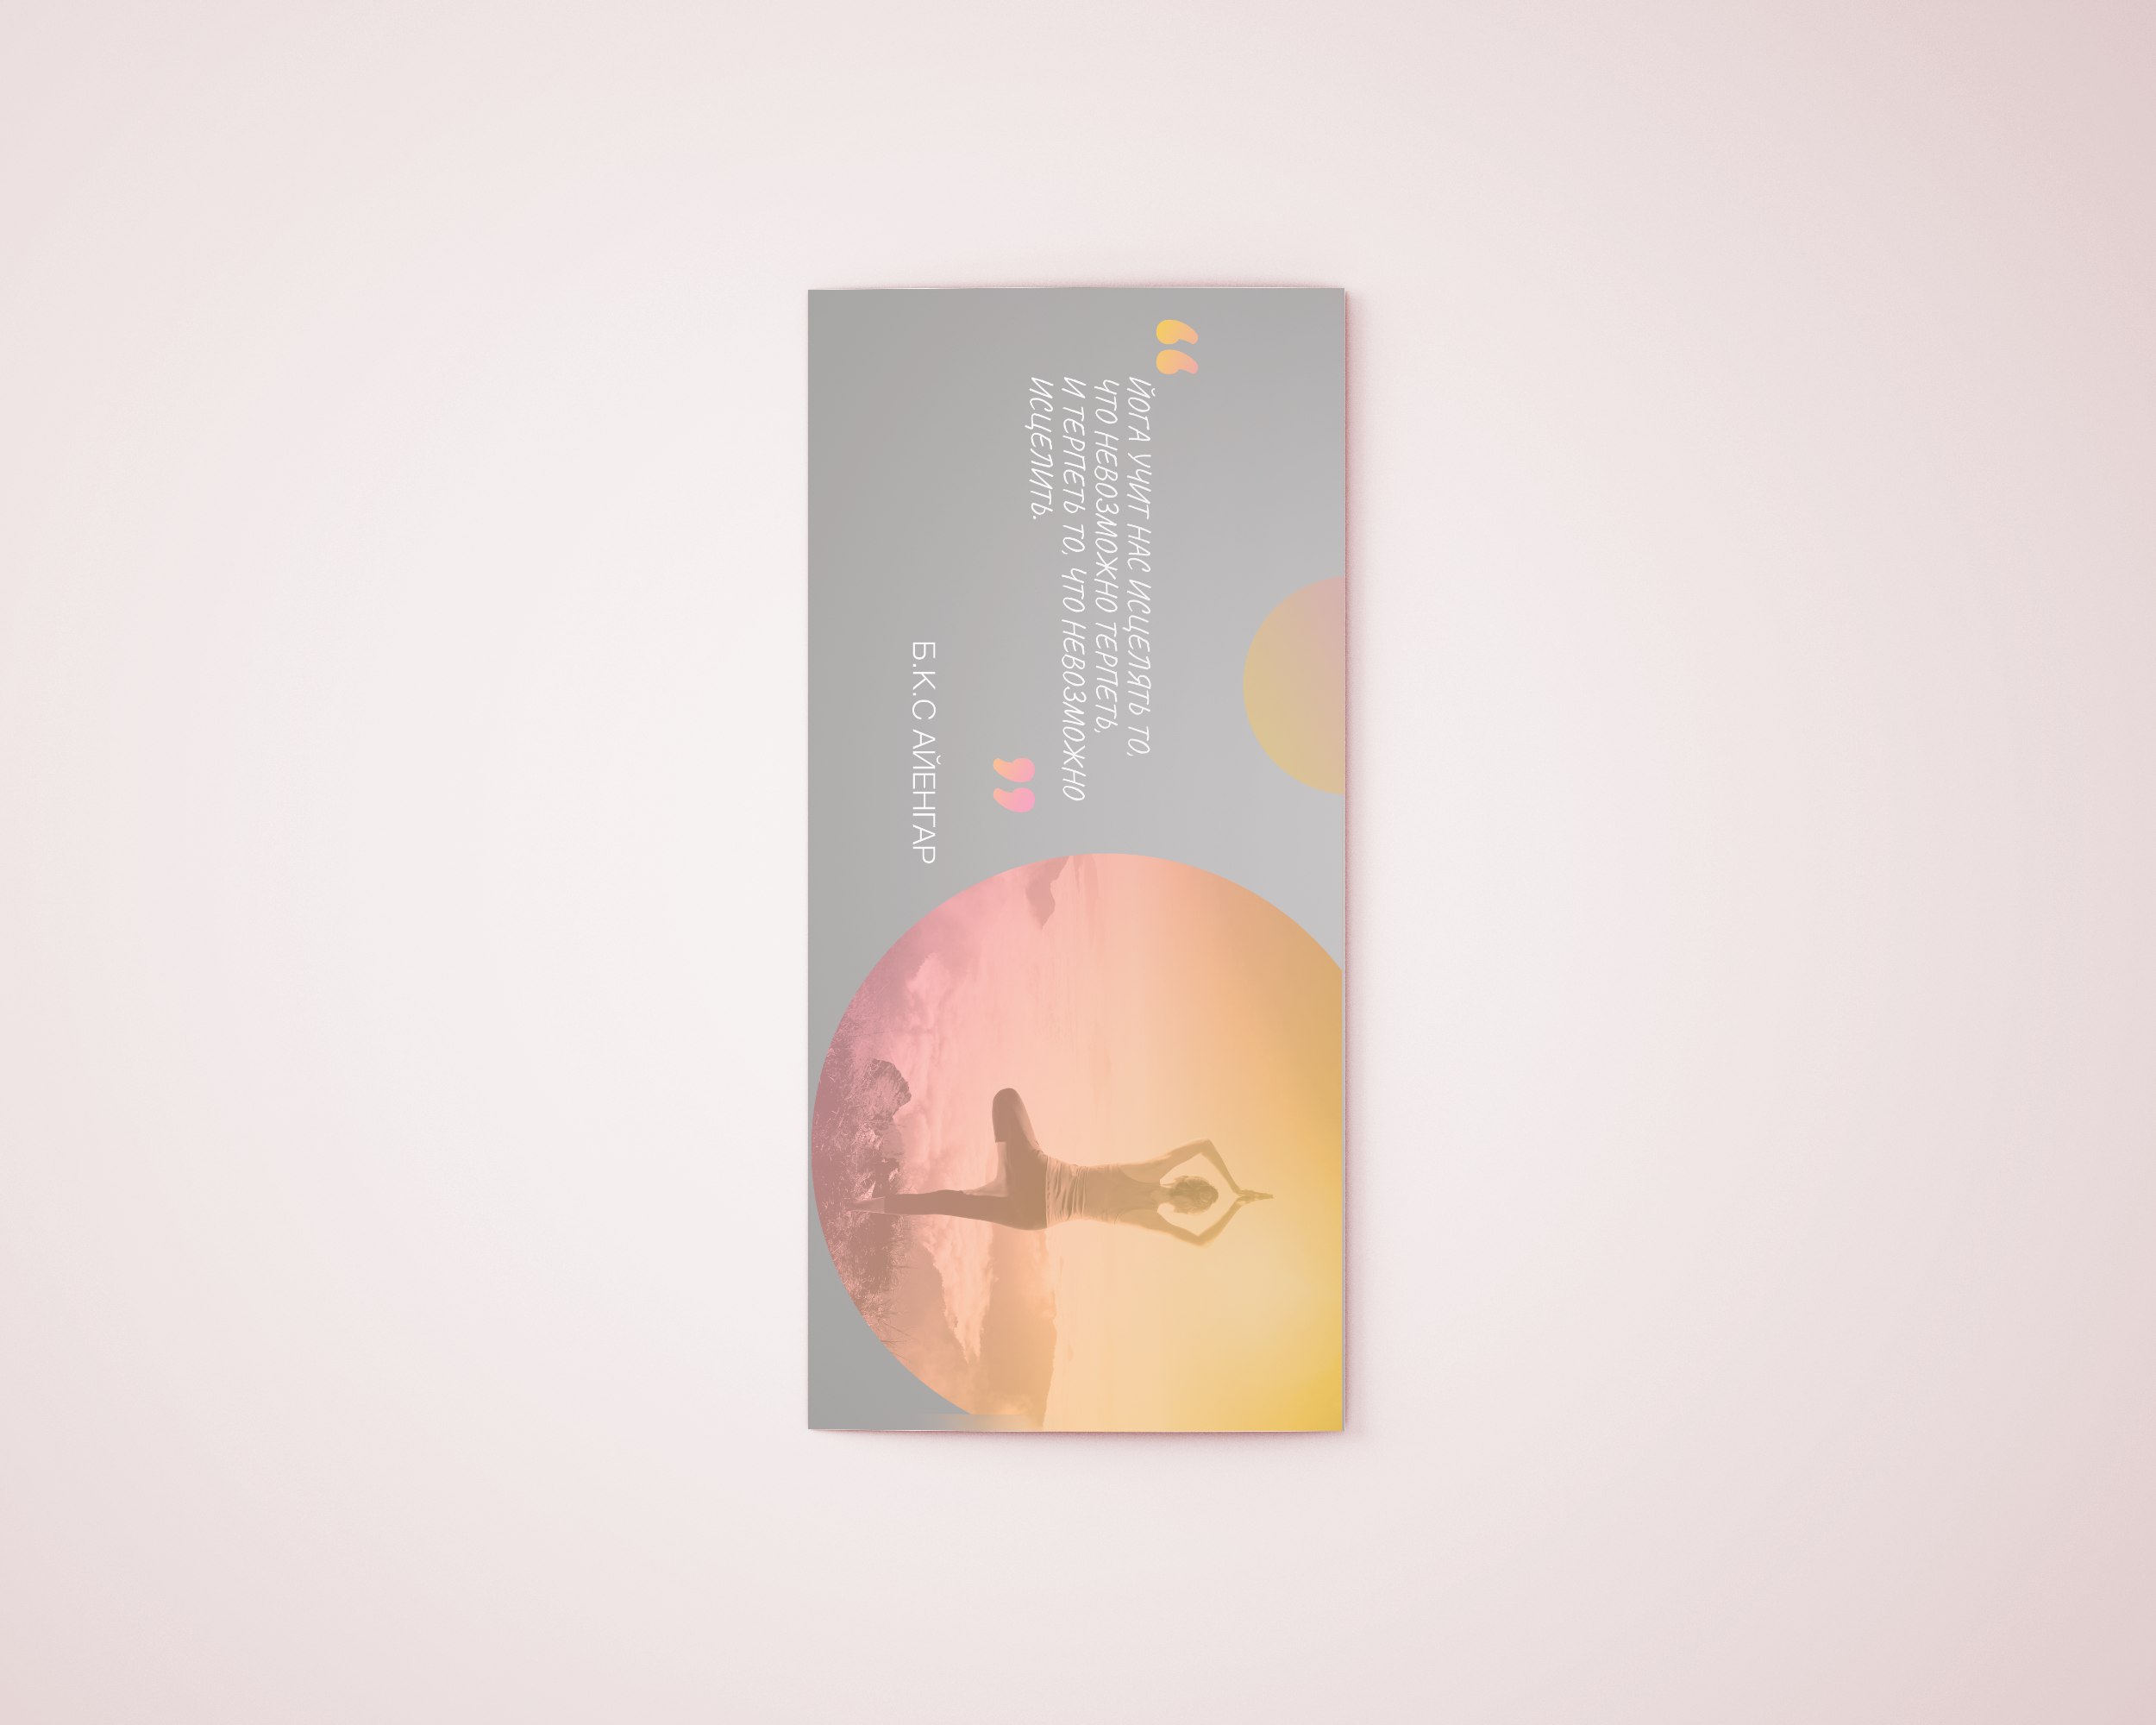 “
ЙОГА УЧИТ НАС ИСЦЕЛЯТЬ ТО,
ЧТО НЕВОЗМОЖНО ТЕРПЕТЬ,
И ТЕРПЕТЬ ТО, ЧТО НЕВОЗМОЖНО
ИСЦЕЛИТЬ.
”
Б.К.С АЙЕНГАР